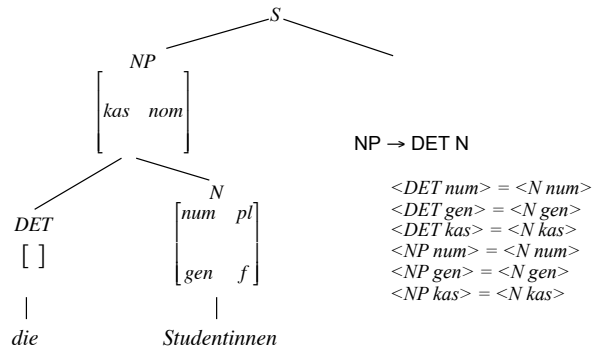 S
NP
kas nom
NP → DET N
DET
[ ]
N
num pl
gen f
<DET num> = <N num>
<DET gen> = <N gen>
<DET kas> = <N kas>
<NP num> = <N num>
<NP gen> = <N gen>
<NP kas> = <N kas>
die
Studentinnen